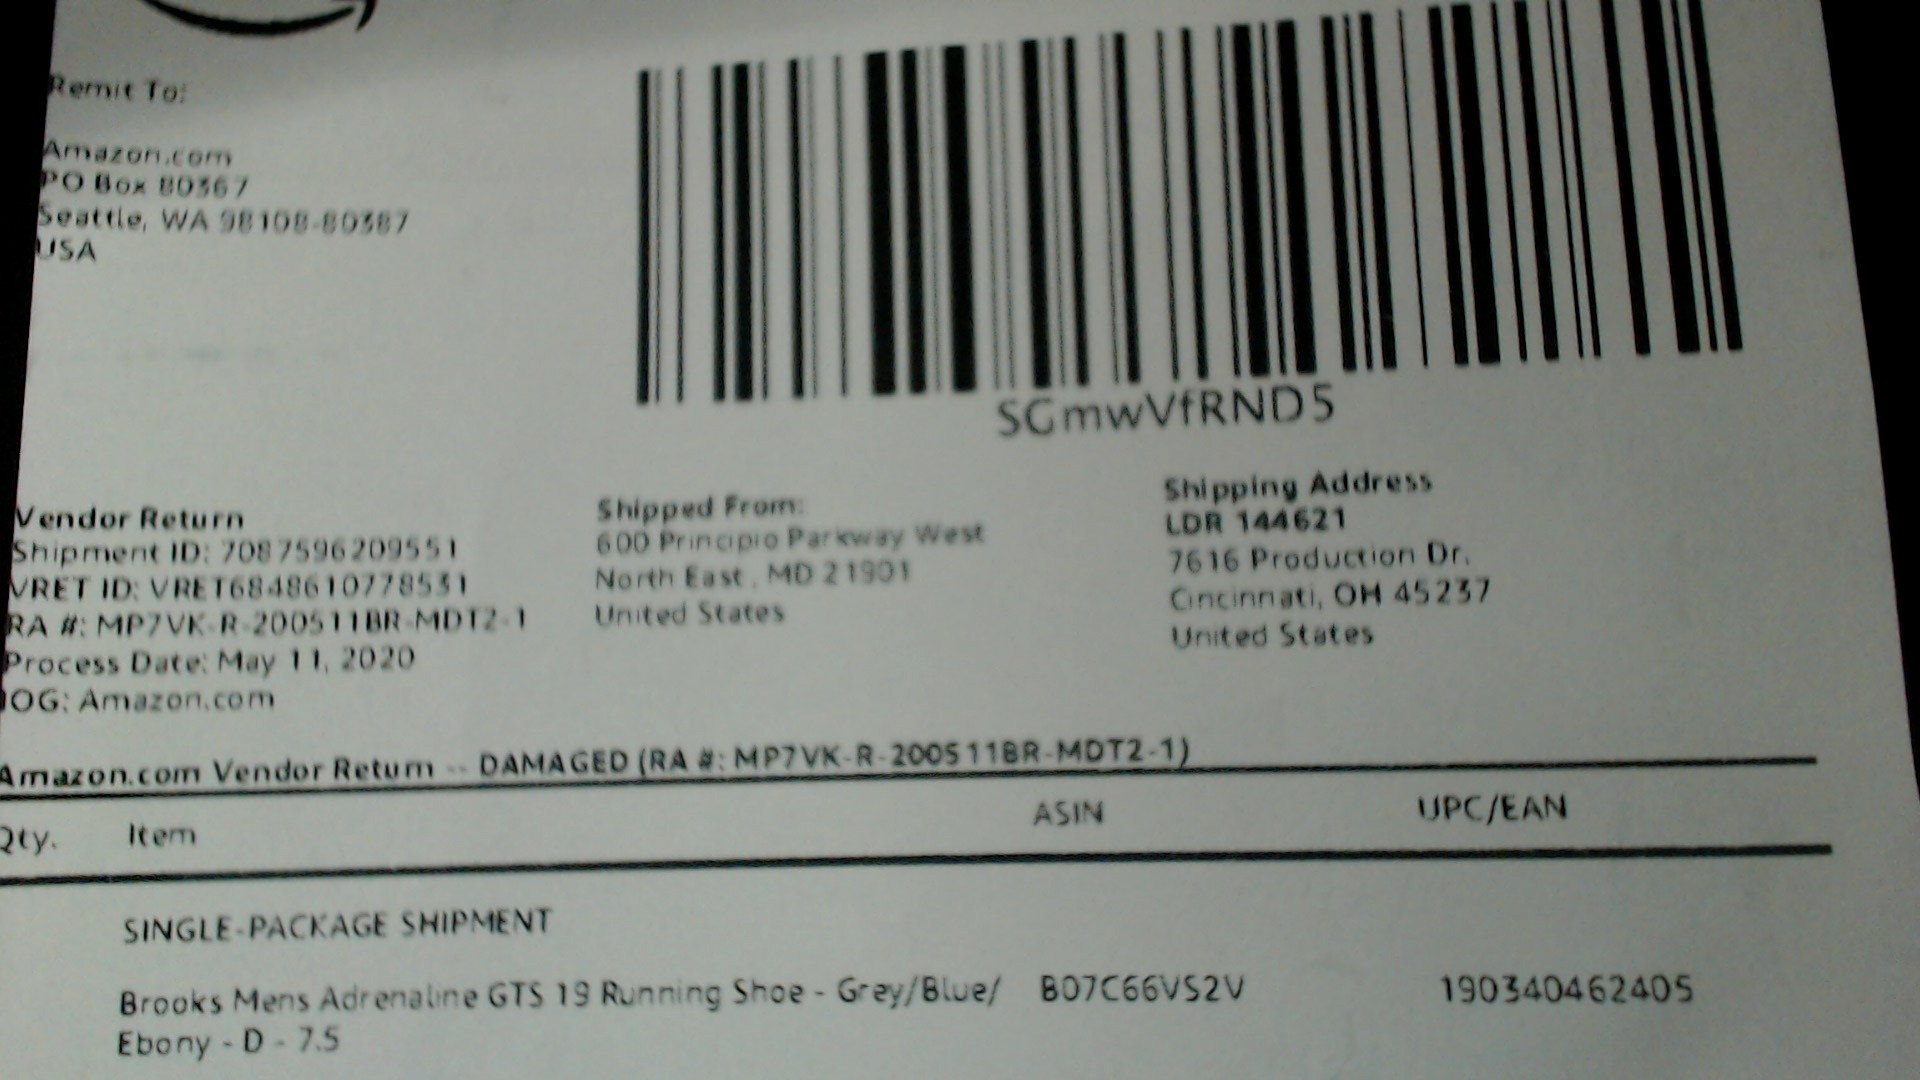 Remit To:
Amazon.com
PO Box 80367
Seattle, WA 98108-80387
USA
SGmwVfRND5
Vendor Return
Shipment ID: 7087596209551
VRET ID: VRET6848610778531
RA #: MP7VK-R-200511BR-MDT2-1
Process Date: May 11, 2020
IOG: Amazon.com
Shipped From:
600 Principio Parkway West
North East , MD 21901
United States
Shipping Address
LDR 144621
7616 Production Dr.
Cincinnati, OH 45237
United States
Amazon.com Vendor Return -- DAMAGED (RA #: MP7VK-R-200511BR-MDT2-1)
Qty. Item ASIN UPC/EAN
SINGLE-PACKAGE SHIPMENT
Brooks Mens Adrenaline GTS 19 Running Shoe - Grey/Blue/ B07C66VS2V 190340462405
Ebony - D - 7.5